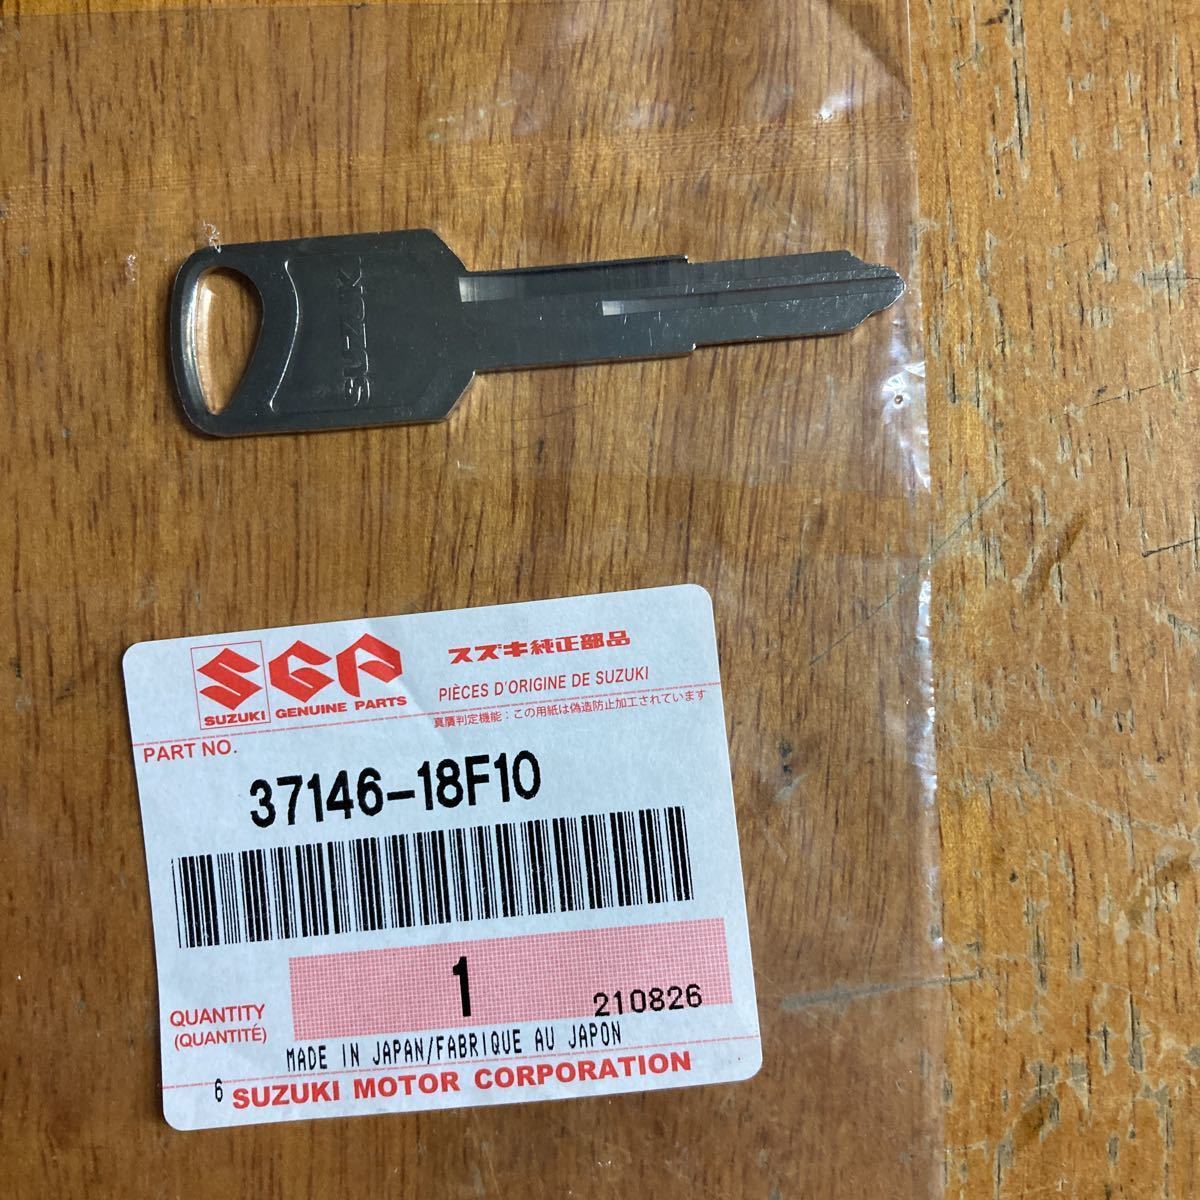 SUZUKI
SGP
SUZUKI GENUINE PARTS
スズキ純正部品
PIÈCES D'ORIGINE DE SUZUKI
真贋判定機能：この用紙は偽造防止加工されています
PART NO.
37146-18F10
1
210826
QUANTITY
(QUANTITÉ)
MADE IN JAPAN/FABRIQUE AU JAPON
6
SUZUKI MOTOR CORPORATION